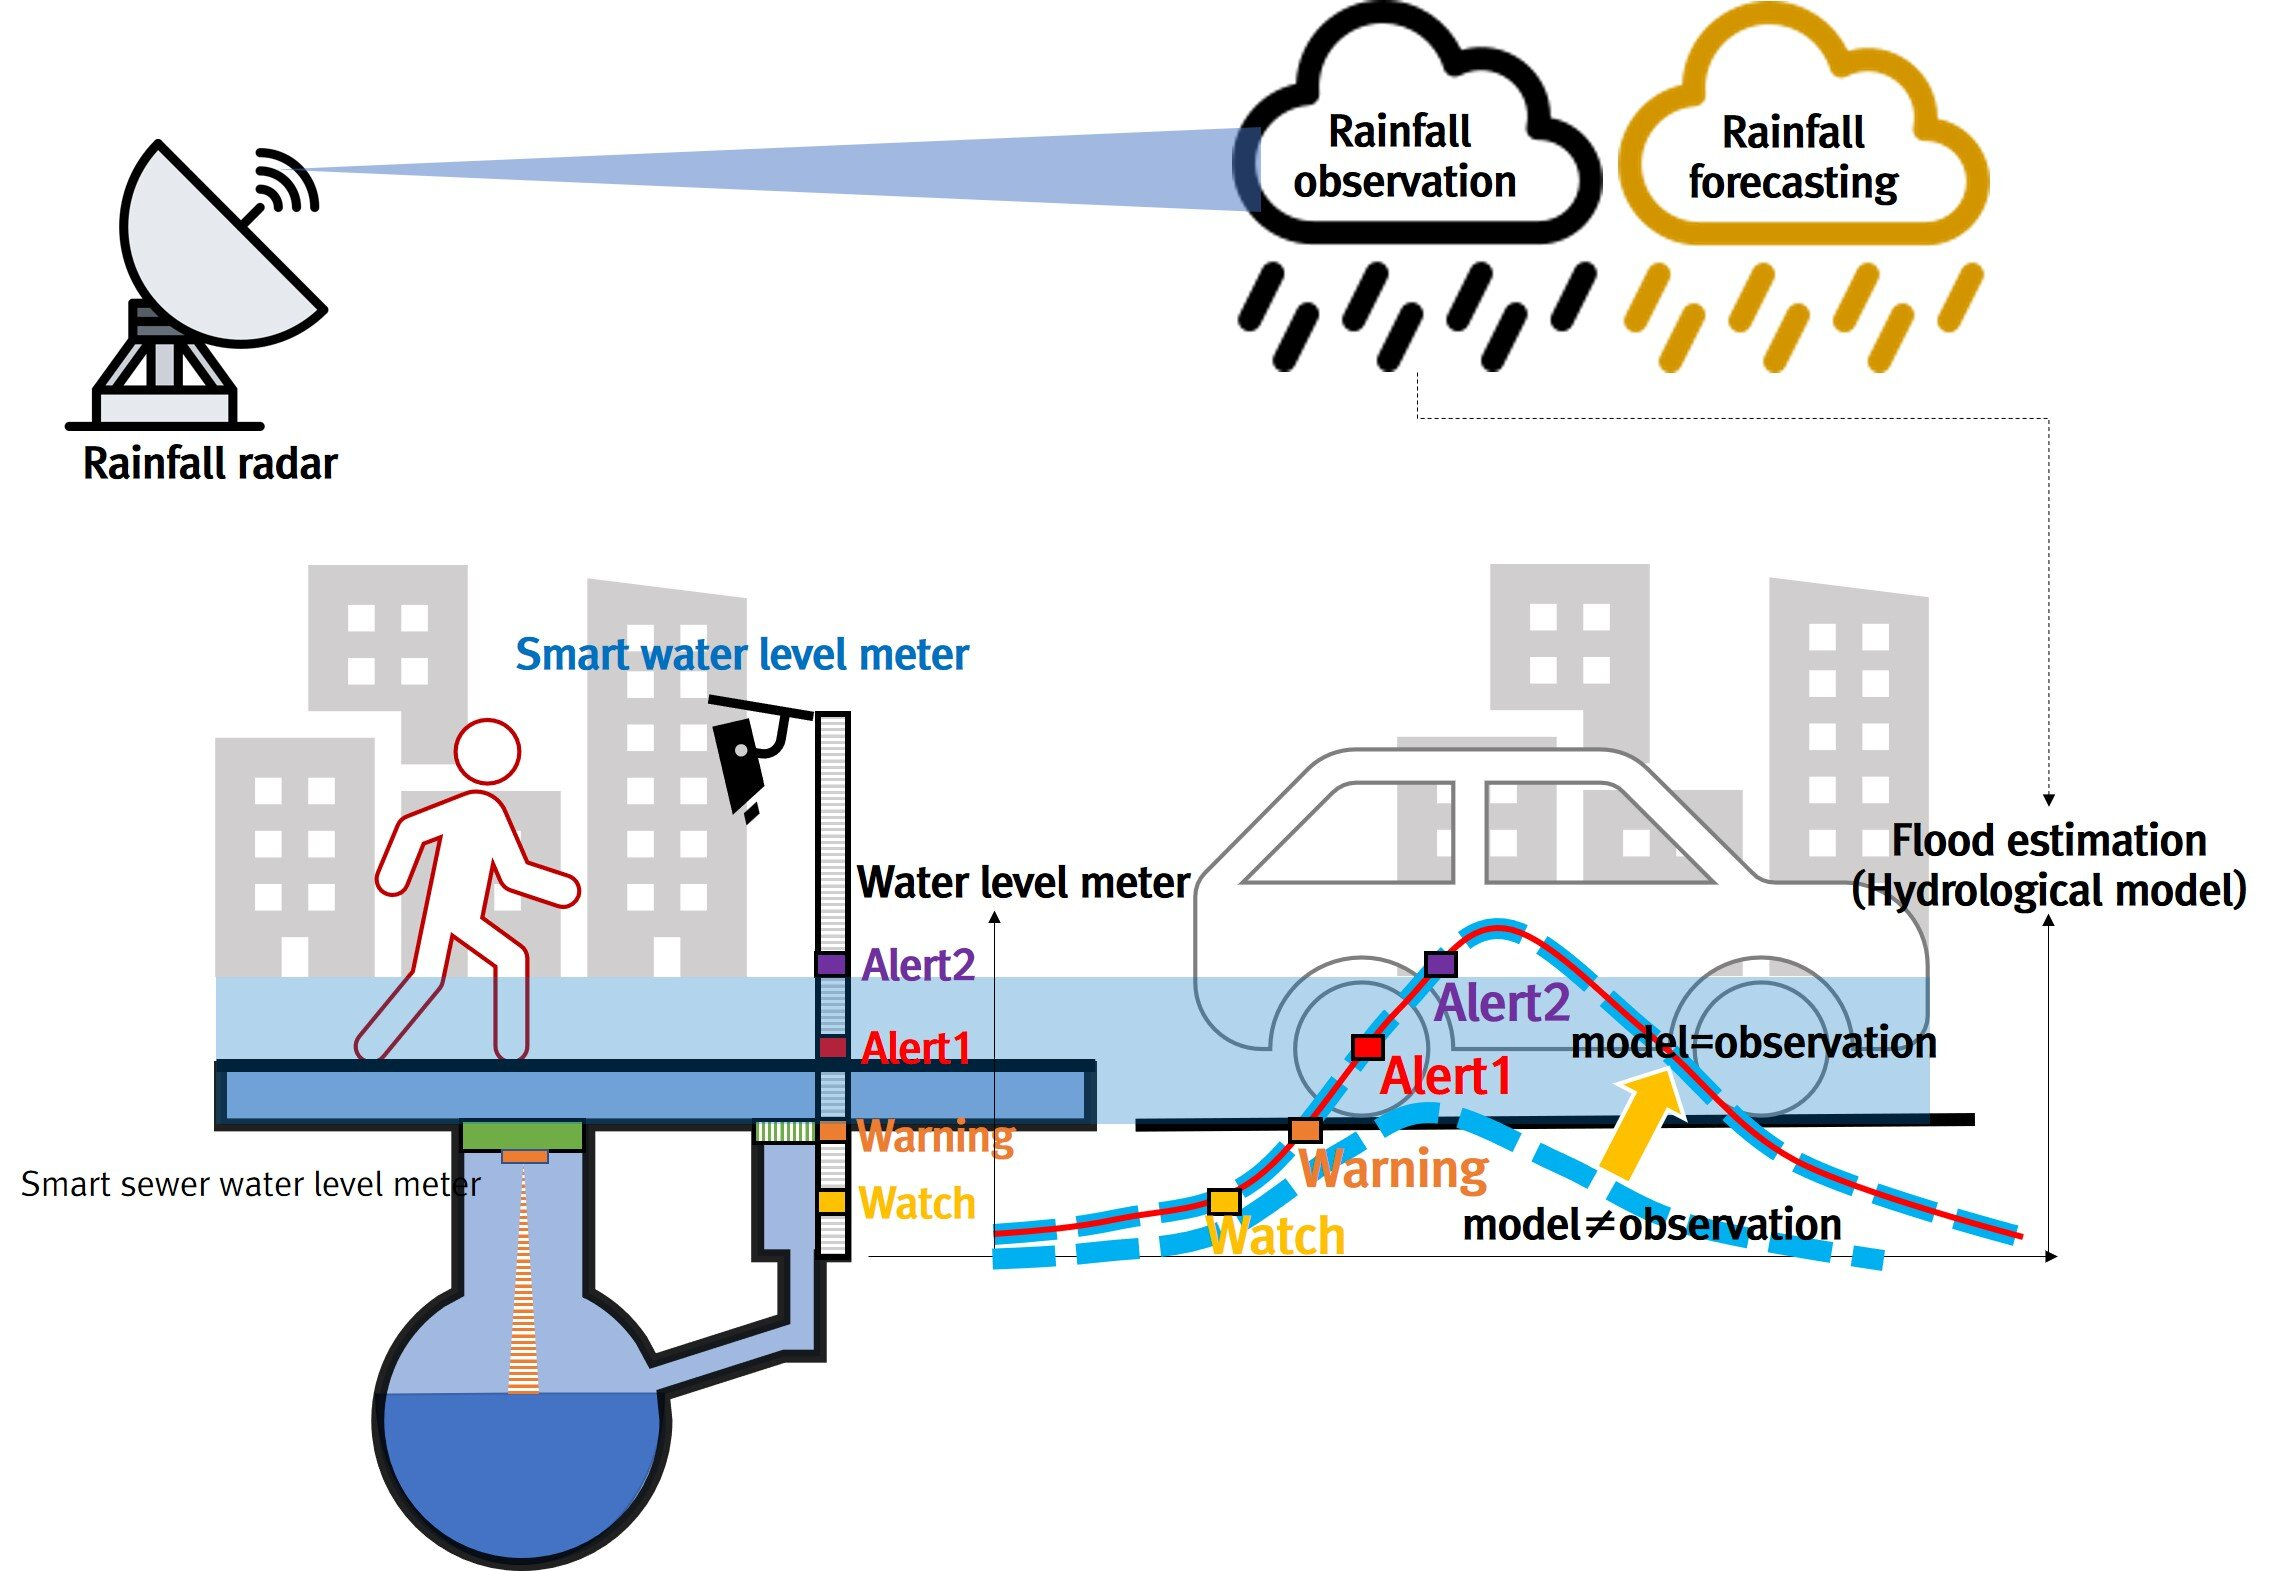 Rainfall
observation
Rainfall
forecasting
Rainfall radar
Smart water level meter
Flood estimation
(Hydrological model)
Water level meter
Alert2
Alert2
model=observation
Alert1
Alert1
Warning
Warning
Smart sewer water level meter
Watch
Watch
model≠observation